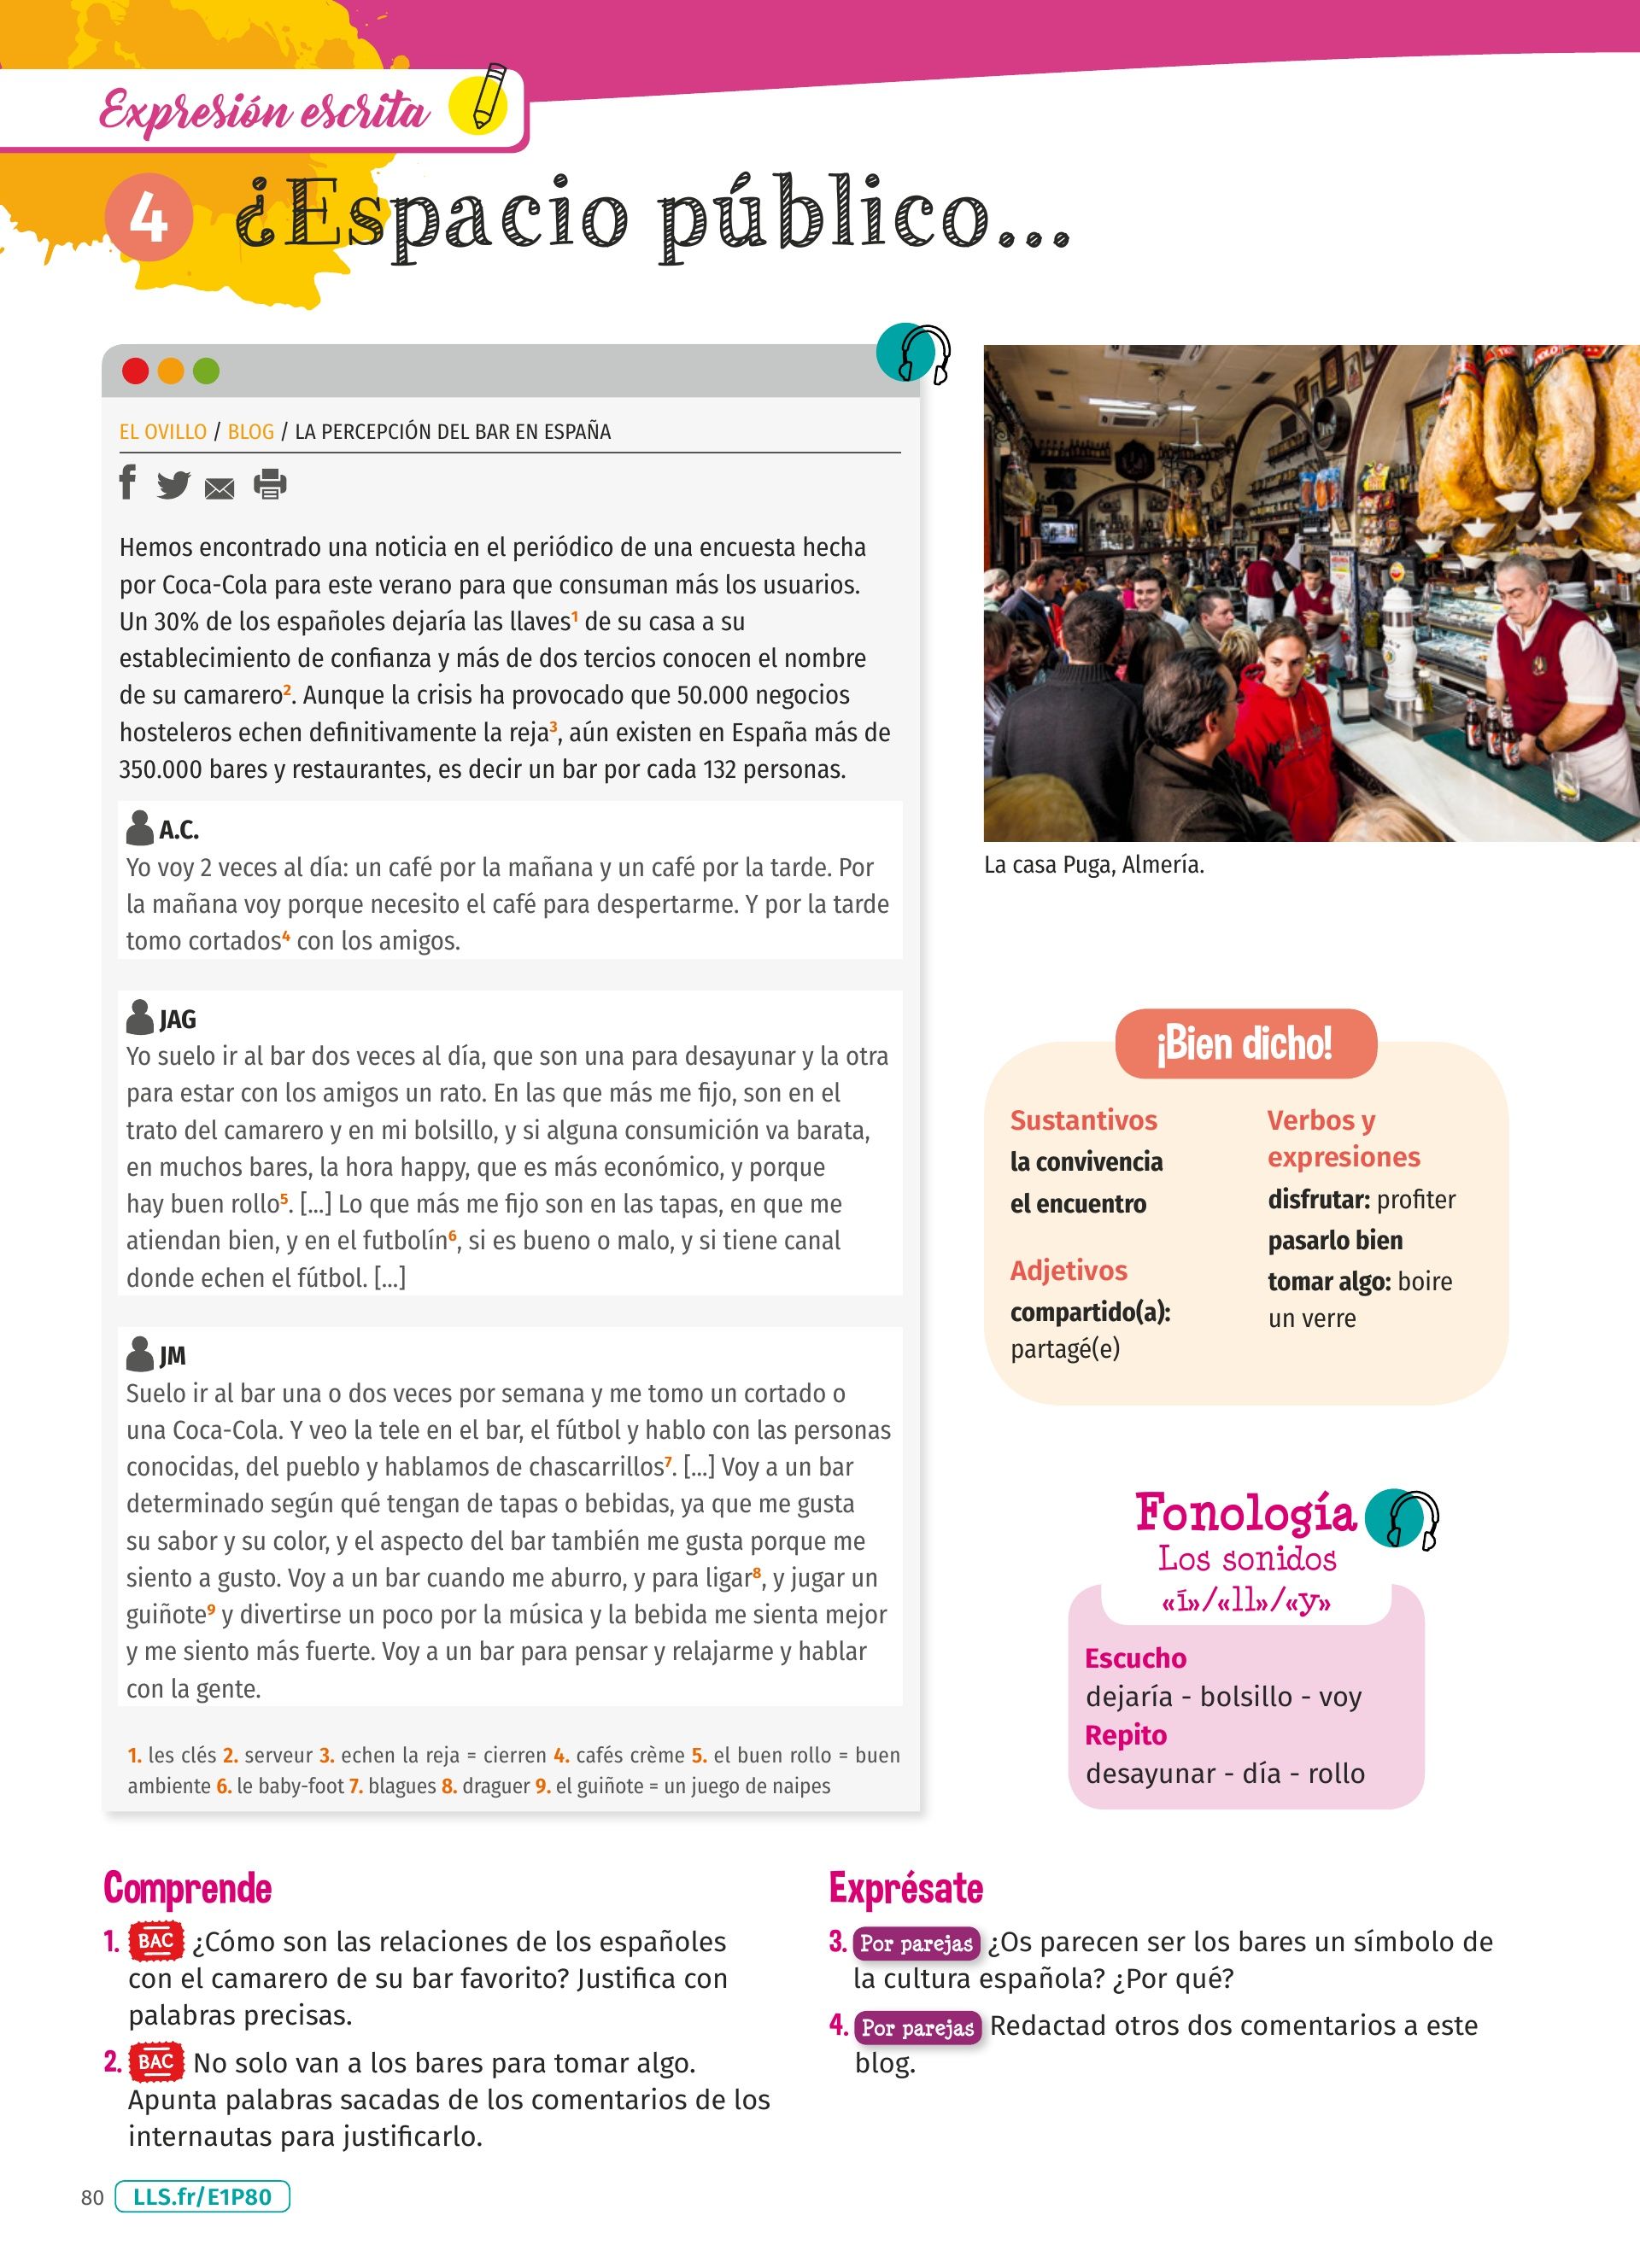 Expresión escrita
4 ¿Espacio público...
EL OVILLO / BLOG / LA PERCEPCIÓN DEL BAR EN ESPAÑA
Hemos encontrado una noticia en el periódico de una encuesta hecha
por Coca-Cola para este verano para que consuman más los usuarios.
Un 30% de los españoles dejaría las llaves1 de su casa a su
establecimiento de confianza y más de dos tercios conocen el nombre
de su camarero2. Aunque la crisis ha provocado que 50.000 negocios
hosteleros echen definitivamente la reja3, aún existen en España más de
350.000 bares y restaurantes, es decir un bar por cada 132 personas.
A.C.
Yo voy 2 veces al día: un café por la mañana y un café por la tarde. Por
la mañana voy porque necesito el café para despertarme. Y por la tarde
tomo cortados4 con los amigos.
JAG
Yo suelo ir al bar dos veces al día, que son una para desayunar y la otra
para estar con los amigos un rato. En las que más me fijo, son en el
trato del camarero y en mi bolsillo, y si alguna consumición va barata,
en muchos bares, la hora happy, que es más económico, y porque
hay buen rollo5. [...] Lo que más me fijo son en las tapas, en que me
atiendan bien, y en el futbolín6, si es bueno o malo, y si tiene canal
donde echen el fútbol. [...]
JM
Suelo ir al bar una o dos veces por semana y me tomo un cortado o
una Coca-Cola. Y veo la tele en el bar, el fútbol y hablo con las personas
conocidas, del pueblo y hablamos de chascarrillos7. [...] Voy a un bar
determinado según qué tengan de tapas o bebidas, ya que me gusta
su sabor y su color, y el aspecto del bar también me gusta porque me
siento a gusto. Voy a un bar cuando me aburro, y para ligar8, y jugar un
guiñote9 y divertirse un poco por la música y la bebida me sienta mejor
y me siento más fuerte. Voy a un bar para pensar y relajarme y hablar
con la gente.
1. les clés 2. serveur 3. echen la reja = cierren 4. cafés crème 5. el buen rollo = buen
ambiente 6. le baby-foot 7. blagues 8. draguer 9. el guiñote = un juego de naipes
La casa Puga, Almería.
¡Bien dicho!
Sustantivos
la convivencia
el encuentro
Adjetivos
compartido(a):
partagé(e)
Verbos y
expresiones
disfrutar: profiter
pasarlo bien
tomar algo: boire
un verre
Fonología
Los sonidos
«í»/«ll»/«y»
Escucho
dejaría - bolsillo - voy
Repito
desayunar - día - rollo
Comprende
1. BAC ¿Cómo son las relaciones de los españoles
con el camarero de su bar favorito? Justifica con
palabras precisas.
2. BAC No solo van a los bares para tomar algo.
Apunta palabras sacadas de los comentarios de los
internautas para justificarlo.
Exprésate
3. Por parejas ¿Os parecen ser los bares un símbolo de
la cultura española? ¿Por qué?
4. Por parejas Redactad otros dos comentarios a este
blog.
80 LLS.fr/E1P80